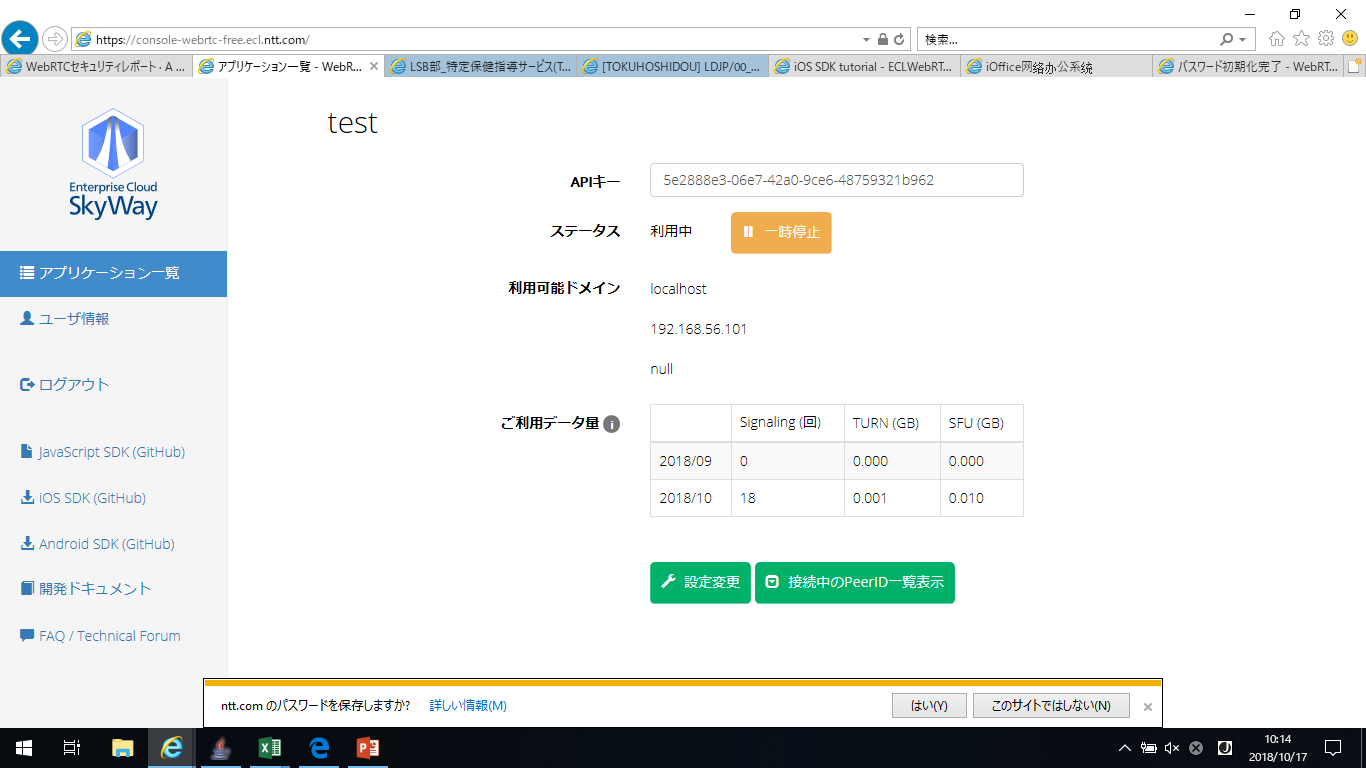 https://console-webrtc-free.ecl.ntt.com/
検索...
WebRTCセキュリティレポート · A ...
アプリケーション一覧 - WebR...
LSB部_特定保健指導サービス(T...
[TOKUHOSHIDOU] LDJP/00_...
iOS SDK tutorial - ECLWebRT...
iOffice网络办公系统
パスワード初期化完了 - WebRT...
Enterprise Cloud
SkyWay
アプリケーション一覧
ユーザ情報
ログアウト
JavaScript SDK (GitHub)
iOS SDK (GitHub)
Android SDK (GitHub)
開発ドキュメント
FAQ / Technical Forum
test
APIキー 5e2888e3-06e7-42a0-9ce6-48759321b962
ステータス 利用中 一時停止
利用可能ドメイン localhost
192.168.56.101
null
ご利用データ量 Signaling (回) TURN (GB) SFU (GB)
2018/09 0 0.000 0.000
2018/10 18 0.001 0.010
設定変更 接続中のPeerID一覧表示
ntt.com のパスワードを保存しますか? 詳しい情報(M) はい(Y) このサイトではしない(N)
10:14
2018/10/17